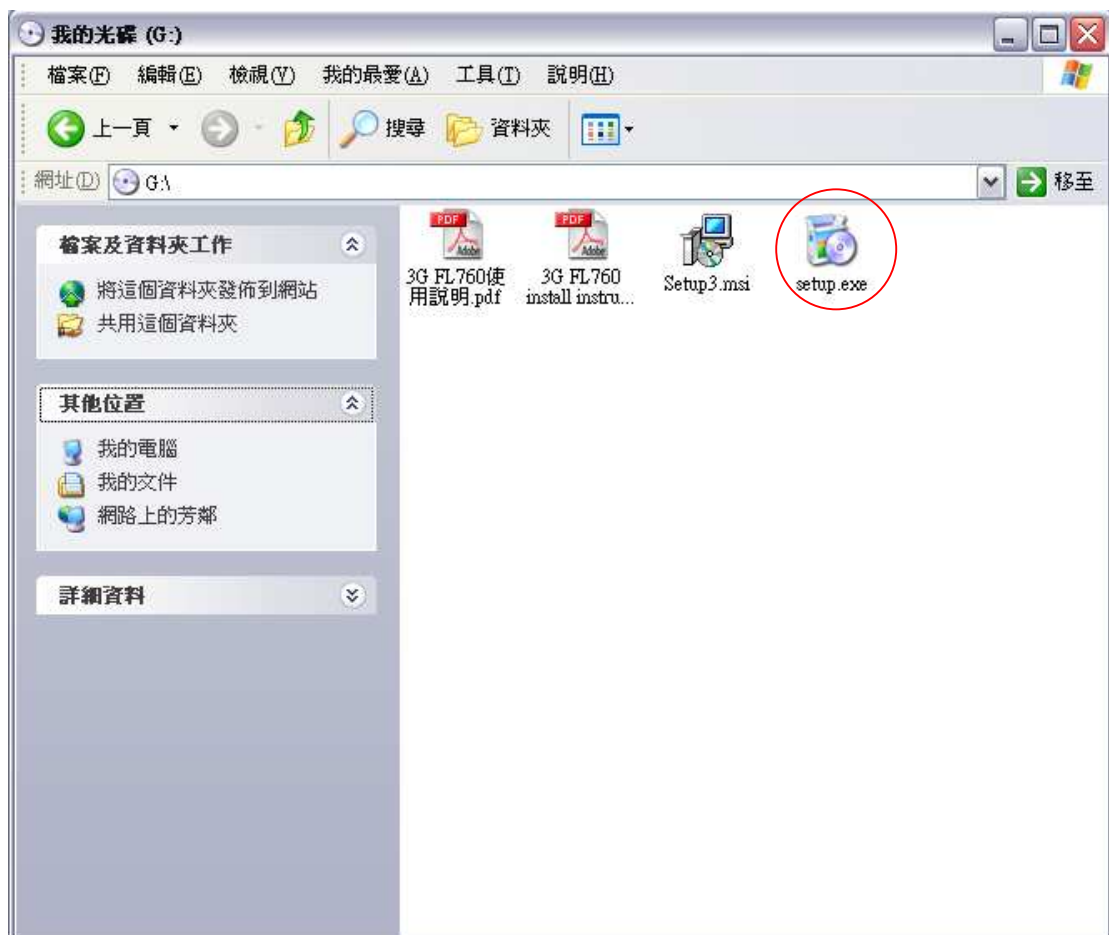 我的光碟 (G:)
檔案(F) 編輯(E) 檢視(V) 我的最愛(A) 工具(T) 說明(H)
上一頁 搜尋 資料夾
網址(D) G:\ 移至
檔案及資料夾工作
將這個資料夾發佈到網站
共用這個資料夾
其他位置
我的電腦
我的文件
網路上的芳鄰
詳細資料
PDF
Adobe
3G FL760使
用說明.pdf
PDF
Adobe
3G FL760
install instru...
Setup3.msi
setup.exe